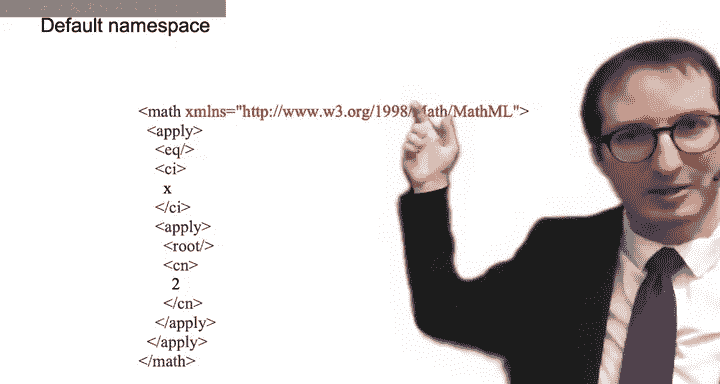 Default namespace
<math xmlns="http://www.w3.org/1998/Math/MathML">
<apply>
<eq/>
<ci>
x
</ci>
<apply>
<root/>
<cn>
2
</cn>
</apply>
</apply>
</math>